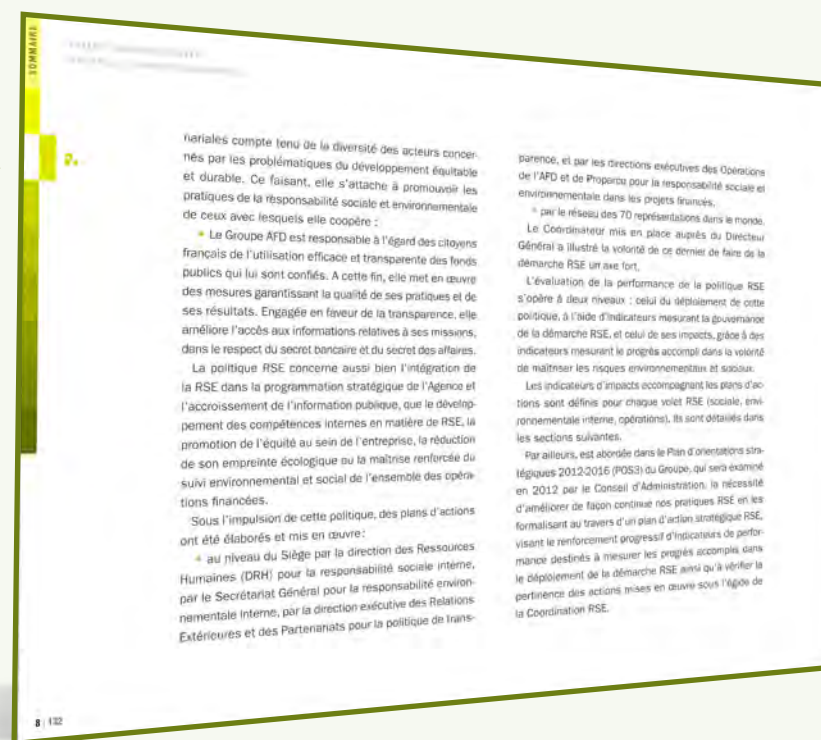 SOMMAIRE
2.
nariales compte tenu de la diversité des acteurs concer-
nés par les problématiques du développement équitable
et durable. Ce faisant, elle s'attache à promouvoir les
pratiques de la responsabilité sociale et environnementale
de ceux avec lesquels elle coopère :
• Le Groupe AFD est responsable à l'égard des citoyens
français de l'utilisation efficace et transparente des fonds
publics qui lui sont confiés. A cette fin, elle met en œuvre
des mesures garantissant la qualité de ses pratiques et de
ses résultats. Engagée en faveur de la transparence, elle
améliore l'accès aux informations relatives à ses missions,
dans le respect du secret bancaire et du secret des affaires.
La politique RSE concerne aussi bien l'intégration de
la RSE dans la programmation stratégique de l'Agence et
l'accroissement de l'information publique, que le dévelop-
pement des compétences internes en matière de RSE, la
promotion de l'équité au sein de l'entreprise, la réduction
de son empreinte écologique ou la maîtrise renforcée du
suivi environnemental et social de l'ensemble des opéra-
tions financées.
Sous l'impulsion de cette politique, des plans d'actions
ont été élaborés et mis en œuvre :
• au niveau du Siège par la direction des Ressources
Humaines (DRH) pour la responsabilité sociale interne,
par le Secrétariat Général pour la responsabilité environ-
nementale interne, par la direction exécutive des Relations
Extérieures et des Partenariats pour la politique de trans-
parence, et par les directions exécutives des Opérations
de l'AFD et de Proparco pour la responsabilité sociale et
environnementale dans les projets financés.
• par le réseau des 70 représentations dans le monde.
Le Coordinateur mis en place auprès du Directeur
Général a illustré la volonté de ce dernier de faire de la
démarche RSE un axe fort.
L'évaluation de la performance de la politique RSE
s'opère à deux niveaux : celui du déploiement de cette
politique, à l'aide d'indicateurs mesurant la gouvernance
de la démarche RSE, et celui de ses impacts, grâce à des
indicateurs mesurant le progrès accompli dans la volonté
de maîtriser les risques environnementaux et sociaux.
Les indicateurs d'impacts accompagnant les plans d'ac-
tions sont définis pour chaque volet RSE (sociale, envi-
ronnementale interne, opérations). Ils sont détaillés dans
les sections suivantes.
Par ailleurs, est abordée dans le Plan d'orientations stra-
tégiques 2012-2016 (POS3) du Groupe, qui sera examiné
en 2012 par le Conseil d'Administration, la nécessité
d'améliorer de façon continue nos pratiques RSE en les
formalisant au travers d'un plan d'action stratégique RSE,
visant le renforcement progressif d'indicateurs de perfor-
mance destinés à mesurer les progrès accomplis dans
le déploiement de la démarche RSE ainsi qu'à vérifier la
pertinence des actions mises en œuvre sous l'égide de
la Coordination RSE.
8 | 132